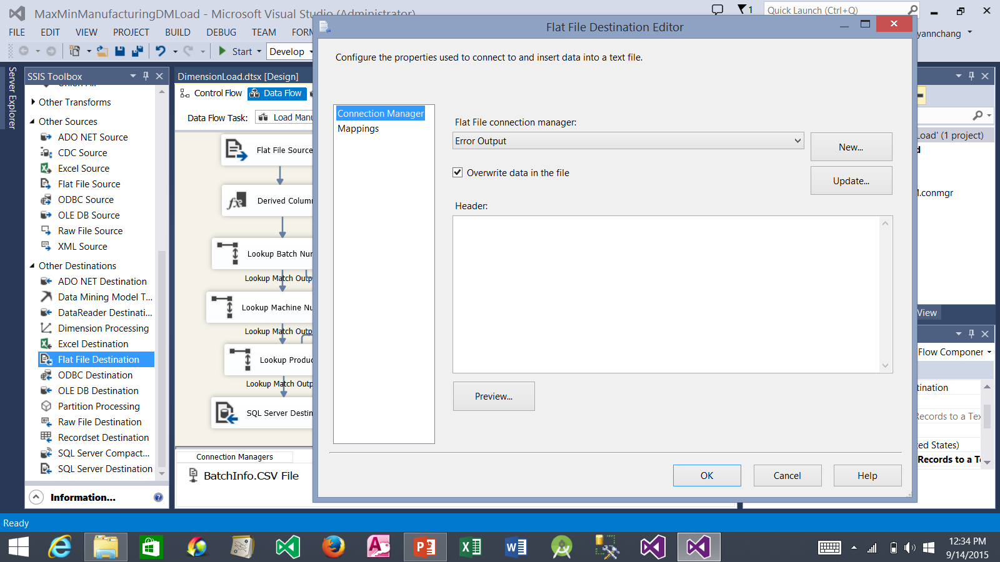 MaxMinManufacturingDMLoad - Microsoft Visual Studio (Administrator)
1
Quick Launch (Ctrl+Q)
FILE EDIT VIEW PROJECT BUILD DEBUG TEAM FORM
yannchang
Start
Develop
Server Explorer
SSIS Toolbox
Union All
Other Transforms
Other Sources
ADO NET Source
CDC Source
Excel Source
Flat File Source
ODBC Source
OLE DB Source
Raw File Source
XML Source
Other Destinations
ADO NET Destination
Data Mining Model T...
DataReader Destinati...
Dimension Processing
Excel Destination
Flat File Destination
ODBC Destination
OLE DB Destination
Partition Processing
Raw File Destination
Recordset Destination
SQL Server Compact...
SQL Server Destination
Information...
DimensionLoad.dtsx [Design]
Control Flow
Data Flow
Data Flow Task:
Load Manu
Flat File Source
Derived Colum
Lookup Batch Nu
Lookup Match Outp
Lookup Machine Nu
Lookup Match Outp
Lookup Produc
Lookup Match Outp
SQL Server Destin
Connection Managers
BatchInfo.CSV File
Flat File Destination Editor
Configure the properties used to connect to and insert data into a text file.
Connection Manager
Mappings
Flat File connection manager:
Error Output
New...
Overwrite data in the file
Update...
Header:
Preview...
OK
Cancel
Help
Load' (1 project)
d
M.conmgr
View
Flow Componer
tination
Records to a Tex
ed States)
Records to a Te
Ready
12:34 PM
9/14/2015